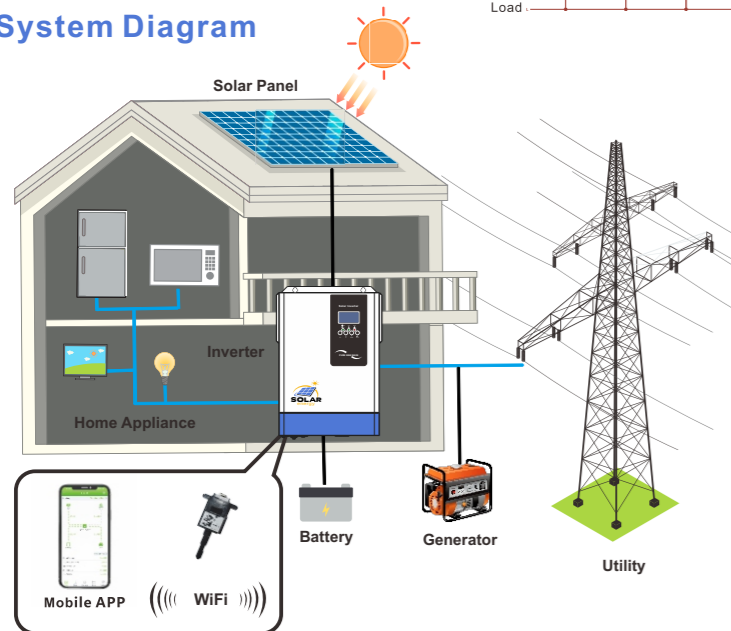 Load
System Diagram
Solar Panel
Inverter
SOLAR
Home Appliance
Battery
Generator
Utility
Mobile APP
WiFi